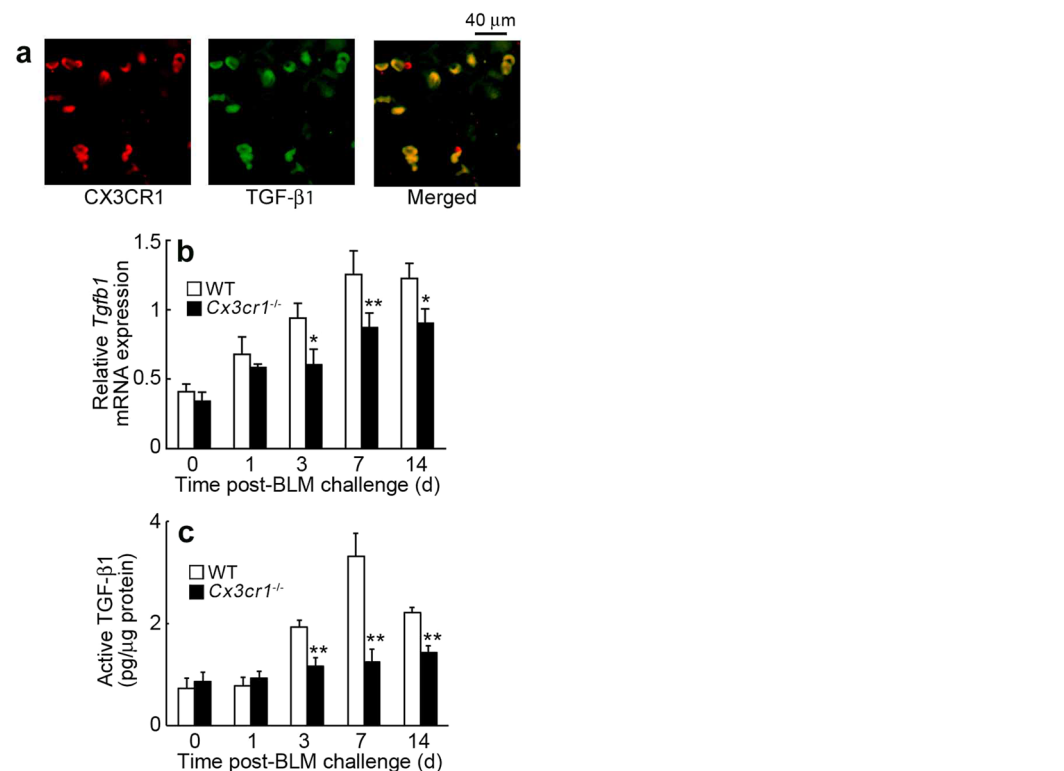 40 μm
a
CX3CR1 TGF-β1 Merged
b
Relative Tgfb1
mRNA expression
1.5
1
0.5
0
WT
Cx3cr1-/-
*
**
*
0 1 3 7 14
Time post-BLM challenge (d)
c
Active TGF-β1
(pg/μg protein)
4
2
0
WT
Cx3cr1-/-
**
**
**
0 1 3 7 14
Time post-BLM challenge (d)